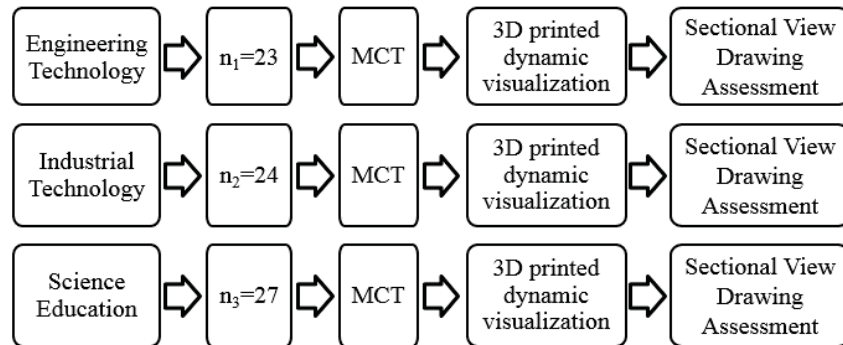 Engineering
Technology
n₁=23
MCT
3D printed
dynamic
visualization
Sectional View
Drawing
Assessment
Industrial
Technology
n₂=24
MCT
3D printed
dynamic
visualization
Sectional View
Drawing
Assessment
Science
Education
n₃=27
MCT
3D printed
dynamic
visualization
Sectional View
Drawing
Assessment